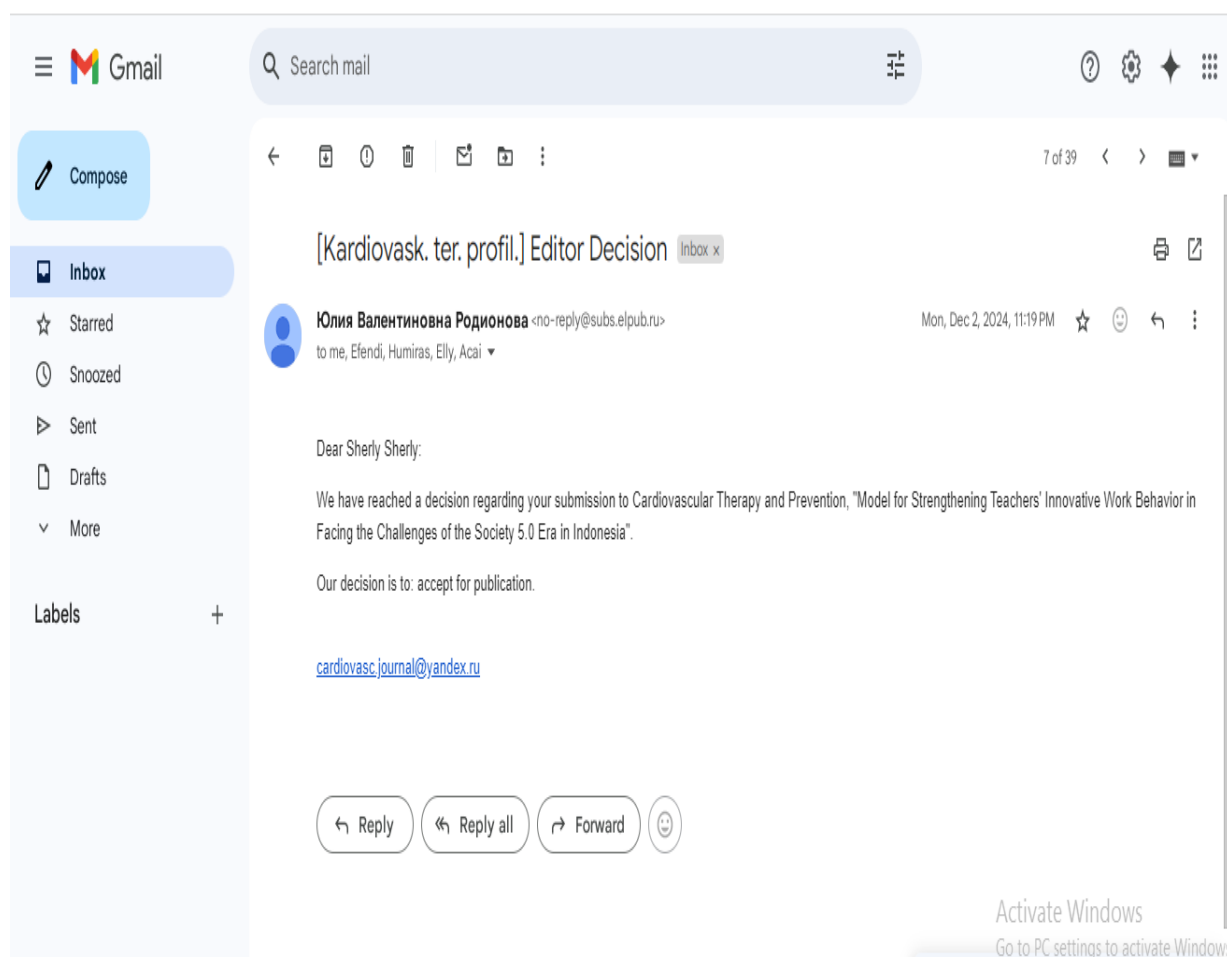 Gmail
Search mail
Compose
7 of 39
Inbox
Starred
Snoozed
Sent
Drafts
More
Labels
[Kardiovask. ter. profil.] Editor Decision Inbox x
Юлия Валентиновна Родионова <no-reply@subs.elpub.ru>
Mon, Dec 2, 2024, 11:19 PM
to me, Efendi, Humiras, Elly, Acai
Dear Sherly Sherly:
We have reached a decision regarding your submission to Cardiovascular Therapy and Prevention, "Model for Strengthening Teachers' Innovative Work Behavior in
Facing the Challenges of the Society 5.0 Era in Indonesia".
Our decision is to: accept for publication.
cardiovasc.journal@yandex.ru
Reply
Reply all
Forward
Activate Windows
Go to PC settings to activate Windows